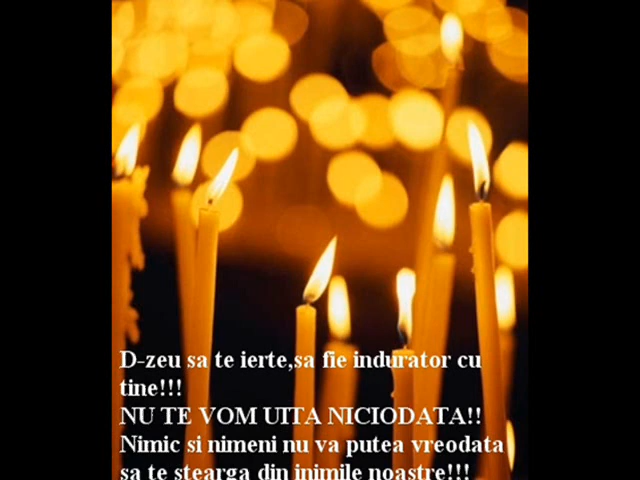 D-zeu sa te ierte,sa fie indurator cu
tine!!!
NU TE VOM UITA NICIODATA!!
Nimic si nimeni nu va putea vreodata
sa te stearga din inimile noastre!!!